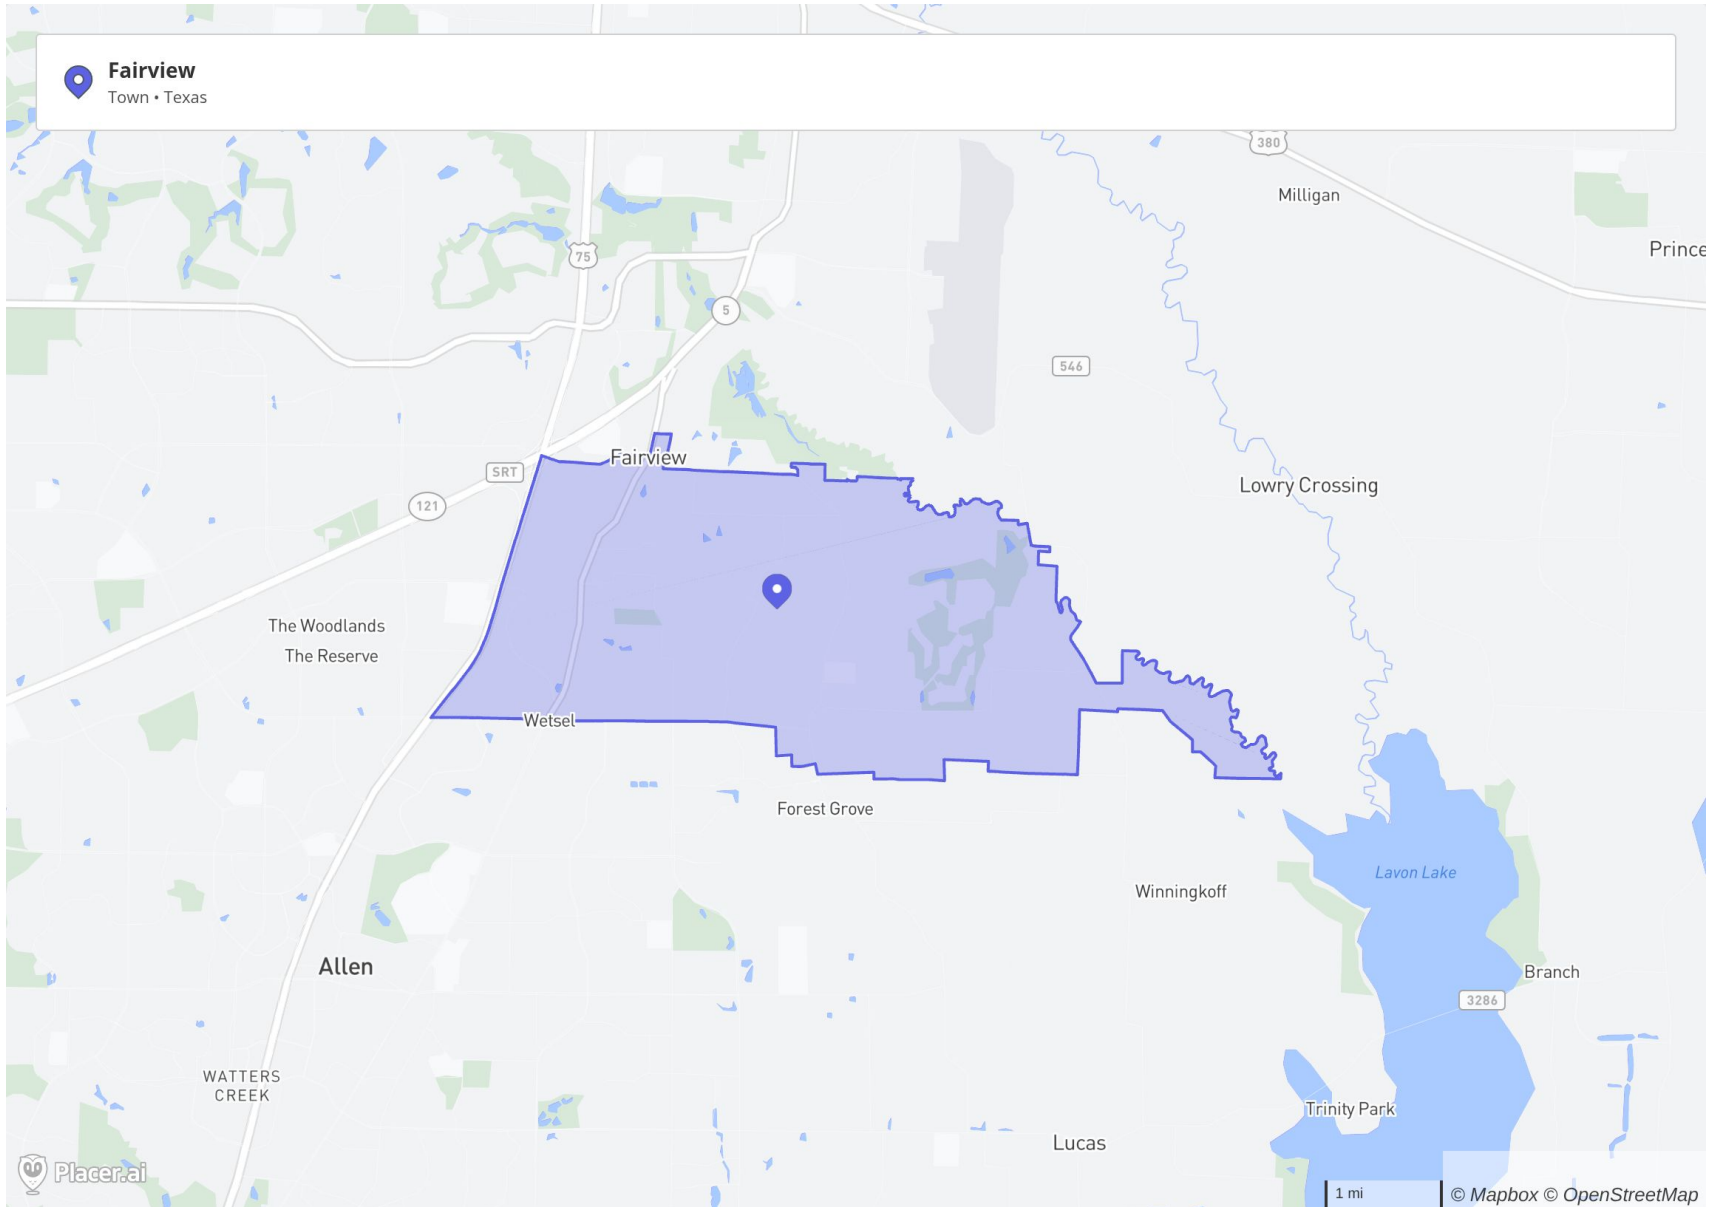 Fairview
Town • Texas
380
Milligan
75
Prince
5
546
Fairview
SRT
Lowry Crossing
121
The Woodlands
The Reserve
Wetsel
Forest Grove
Lavon Lake
Winningkoff
Allen
Branch
3286
WATTERS
CREEK
Trinity Park
Lucas
Placer.ai
1 mi
© Mapbox © OpenStreetMap